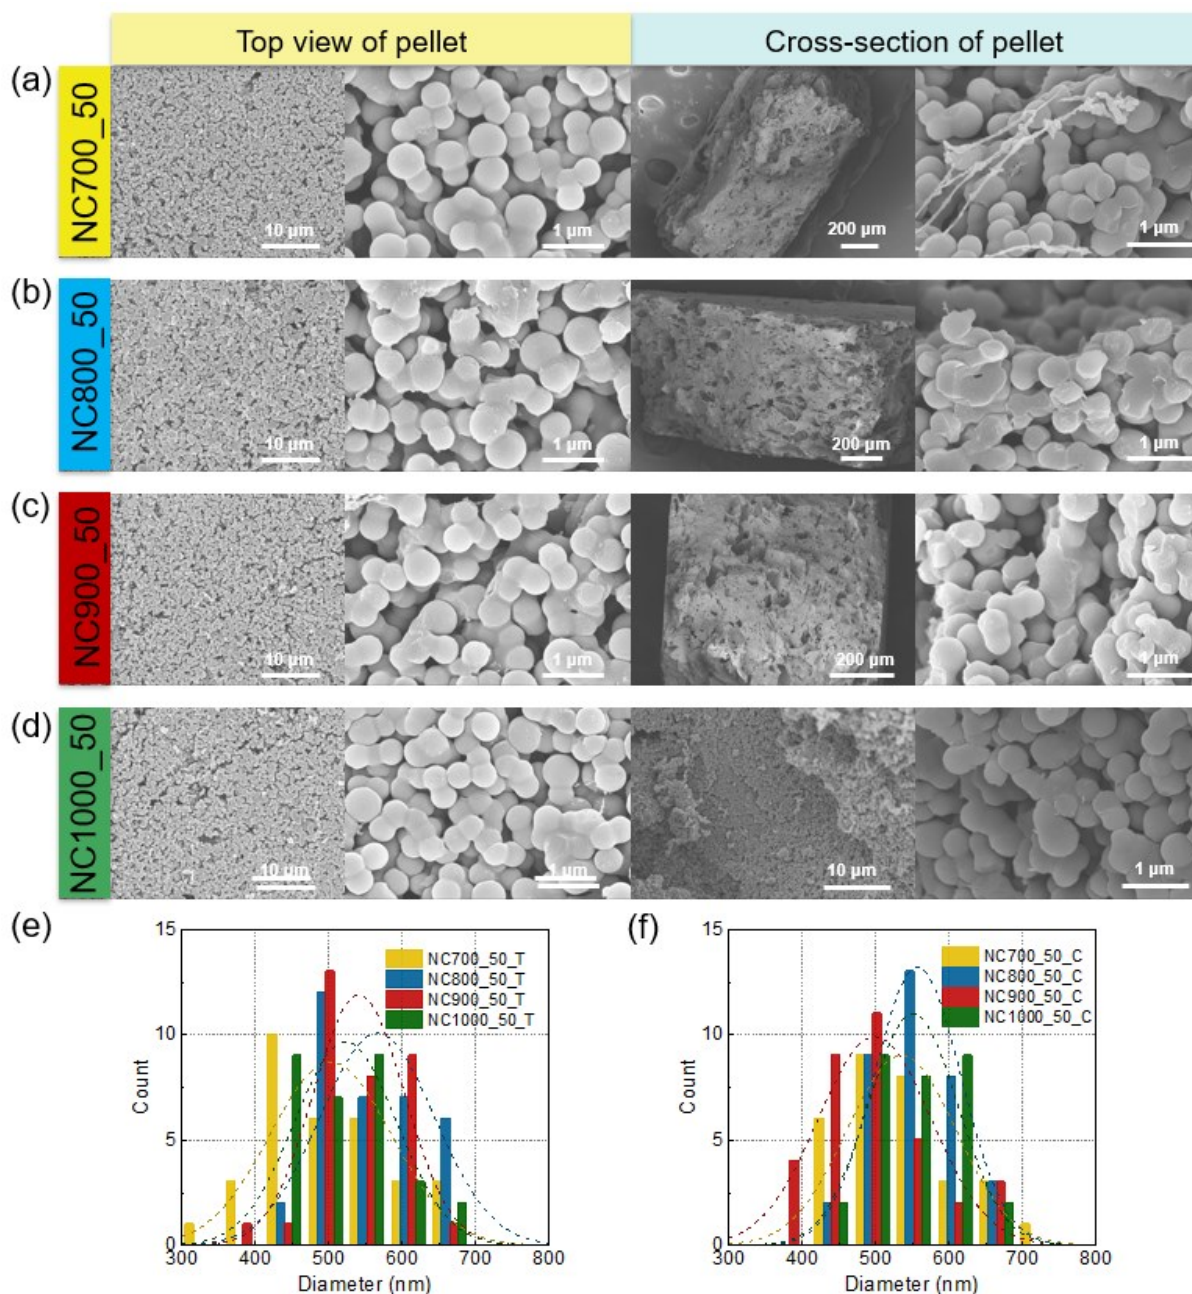 Top view of pellet
Cross-section of pellet
(a)
NC700_50
10 µm
1 µm
200 µm
1 µm
(b)
NC800_50
10 µm
1 µm
200 µm
1 µm
(c)
NC900_50
10 µm
1 µm
200 µm
1 µm
(d)
NC1000_50
10 µm
1 µm
10 µm
1 µm
(e)
15
10
5
0
Count
NC700_50_T
NC800_50_T
NC900_50_T
NC1000_50_T
300 400 500 600 700 800
Diameter (nm)
(f)
15
10
5
0
Count
NC700_50_C
NC800_50_C
NC900_50_C
NC1000_50_C
300 400 500 600 700 800
Diameter (nm)